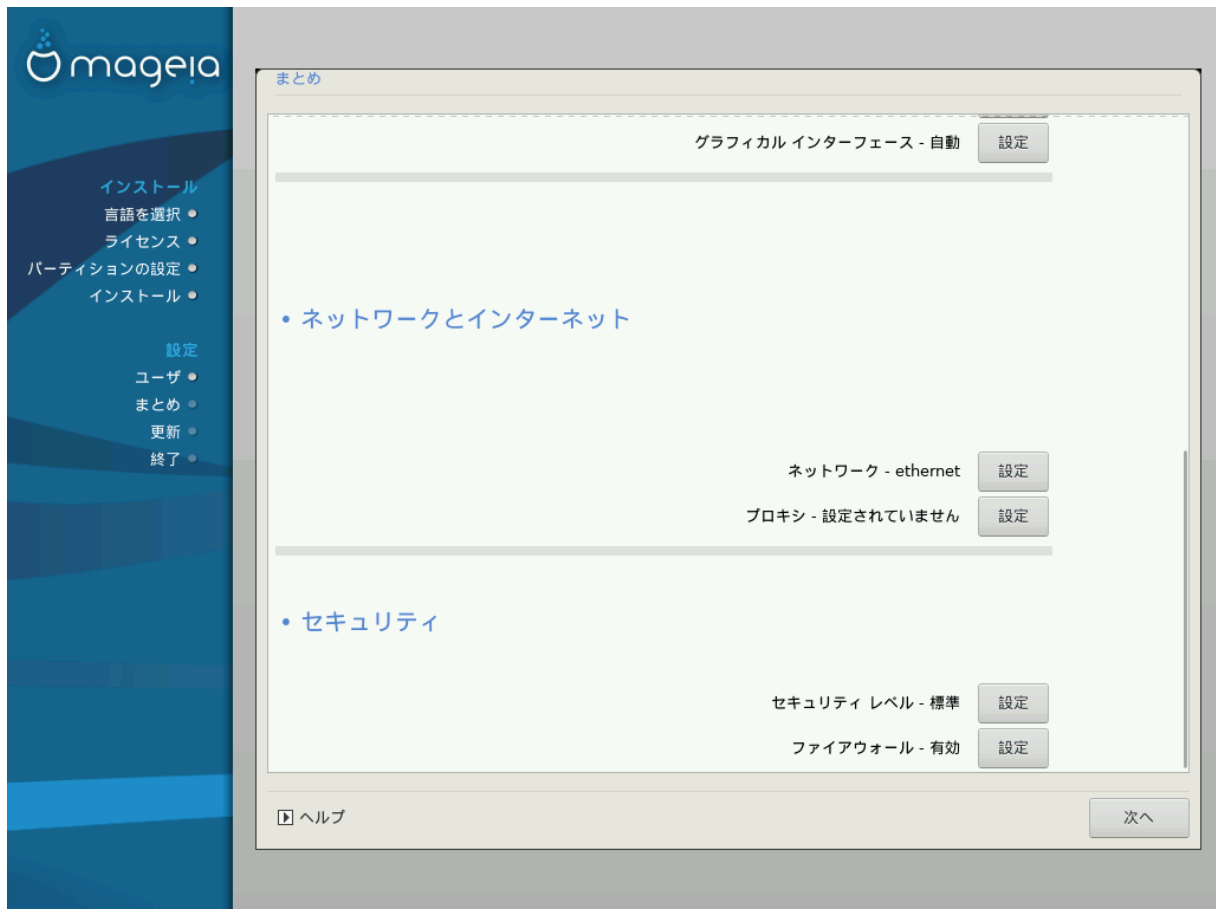 mageia
インストール
言語を選択
ライセンス
パーティションの設定
インストール
設定
ユーザ
まとめ
更新
終了
まとめ
グラフィカル インターフェース - 自動 設定
• ネットワークとインターネット
ネットワーク - ethernet 設定
プロキシ - 設定されていません 設定
• セキュリティ
セキュリティ レベル - 標準 設定
ファイアウォール - 有効 設定
ヘルプ 次へ